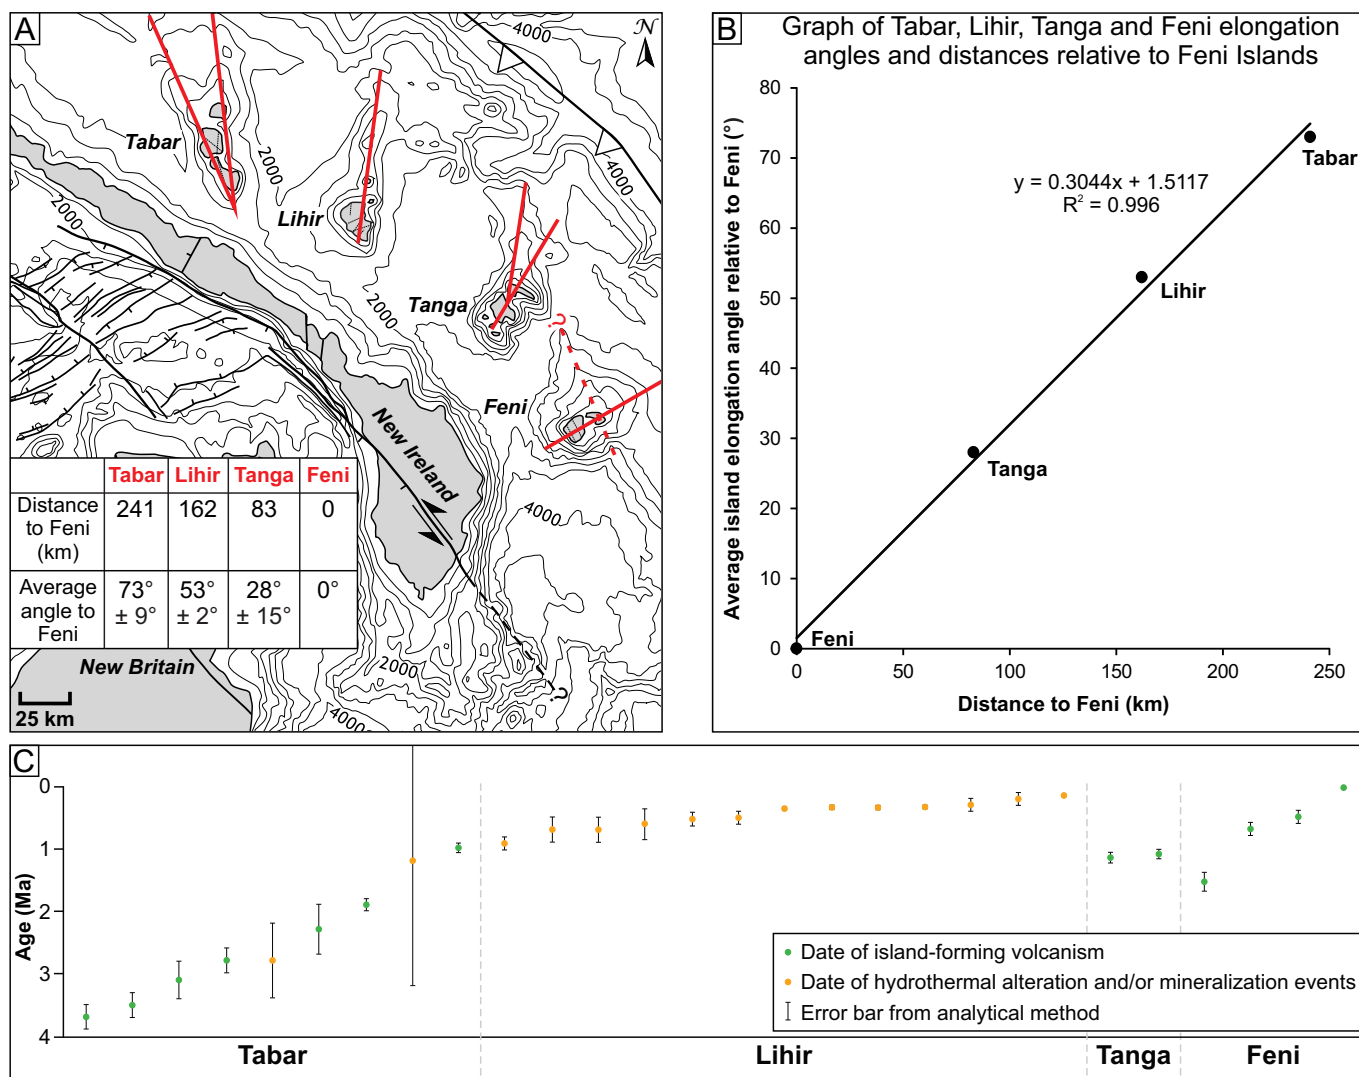 A
N
4000
Tabar
2000
4000
Lihir
2000
2000
Tanga
?
Feni
New Ireland
4000
Tabar Lihir Tanga Feni
Distance to Feni (km) 241 162 83 0
Average angle to Feni 73° ± 9° 53° ± 2° 28° ± 15° 0°
New Britain
2000
4000
?
25 km
B
Graph of Tabar, Lihir, Tanga and Feni elongation
angles and distances relative to Feni Islands
Average island elongation angle relative to Feni (°)
80
70
60
50
40
30
20
10
0
y = 0.3044x + 1.5117
R² = 0.996
Tabar
Lihir
Tanga
Feni
0 50 100 150 200 250
Distance to Feni (km)
C
Age (Ma)
0
1
2
3
4
Date of island-forming volcanism
Date of hydrothermal alteration and/or mineralization events
Error bar from analytical method
Tabar Lihir Tanga Feni